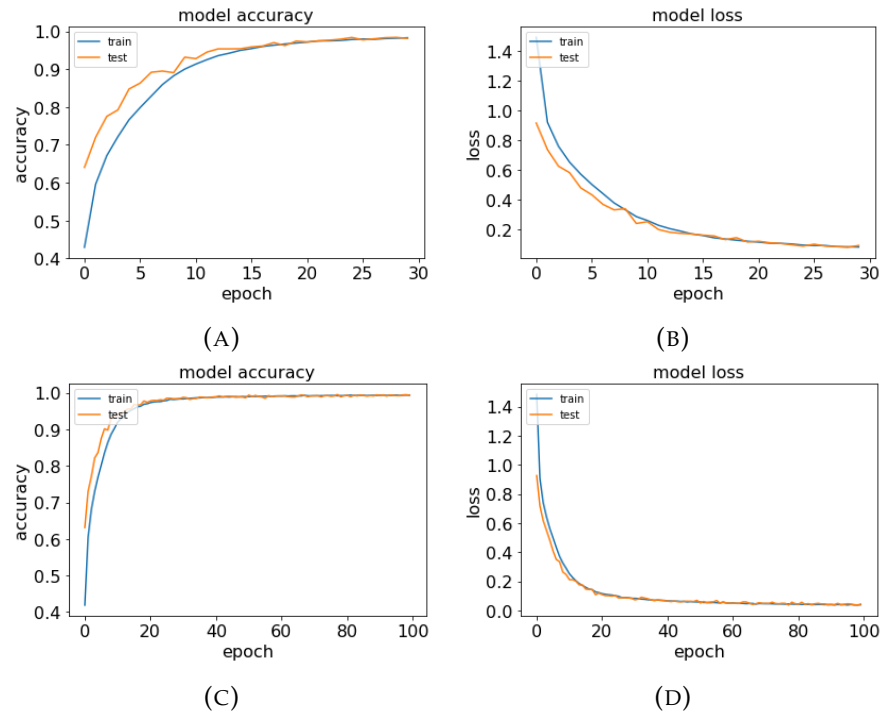 model accuracy
1.0
0.9
0.8
0.7
0.6
0.5
0.4
accuracy
train
test
0 5 10 15 20 25 30
epoch
(A)
model loss
1.4
1.2
1.0
0.8
0.6
0.4
0.2
loss
train
test
0 5 10 15 20 25 30
epoch
(B)
model accuracy
1.0
0.9
0.8
0.7
0.6
0.5
0.4
accuracy
train
test
0 20 40 60 80 100
epoch
(C)
model loss
1.4
1.2
1.0
0.8
0.6
0.4
0.2
0.0
loss
train
test
0 20 40 60 80 100
epoch
(D)